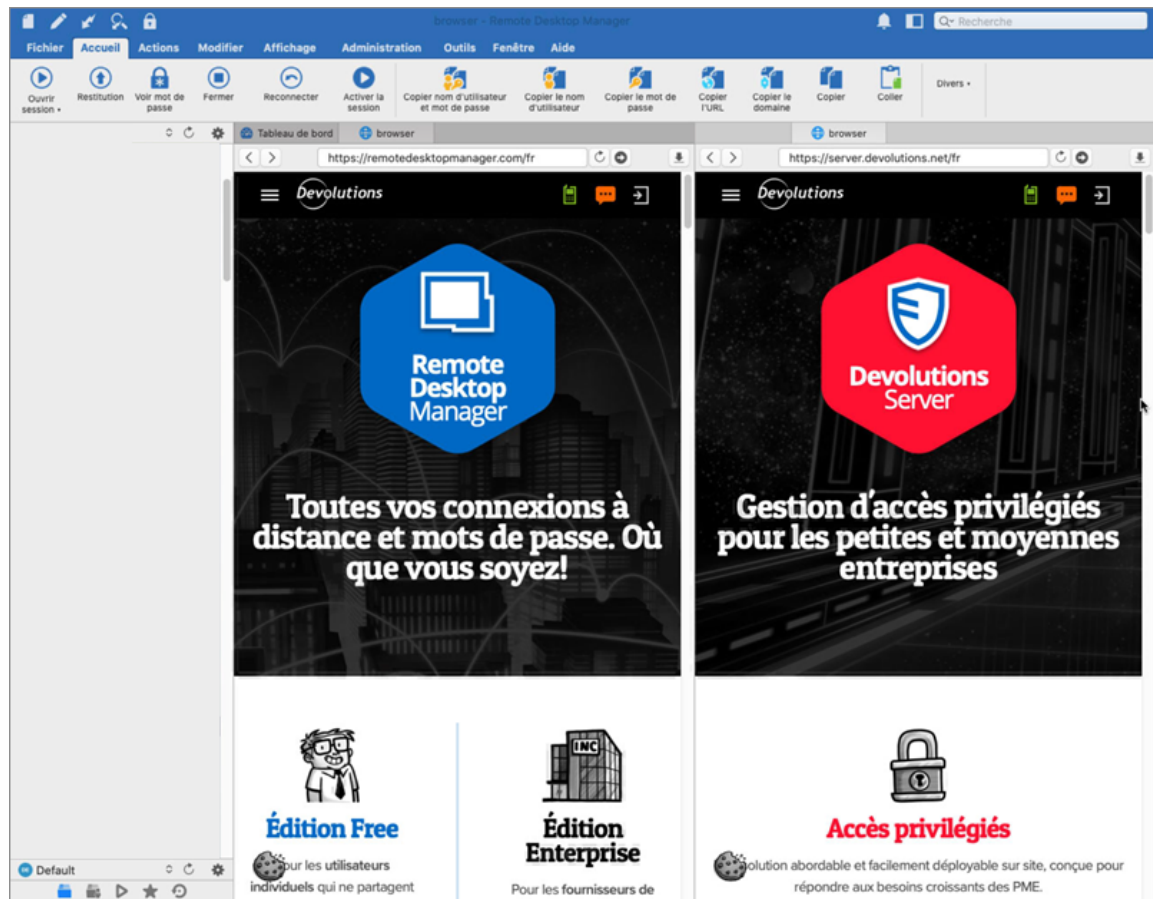 browser - Remote Desktop Manager
Recherche
Fichier Accueil Actions Modifier Affichage Administration Outils Fenêtre Aide
Ouvrir session
Restitution
Voir mot de passe
Fermer
Reconnecter
Activer la session
Copier nom d'utilisateur et mot de passe
Copier le nom d'utilisateur
Copier le mot de passe
Copier l'URL
Copier le domaine
Copier
Coller
Divers
Tableau de bord
browser
browser
https://remotedesktopmanager.com/fr
https://server.devolutions.net/fr
Devolutions
Remote
Desktop
Manager
Toutes vos connexions à
distance et mots de passe. Où
que vous soyez!
Édition Free
our les utilisateurs
individuels qui ne partagent
INC
Édition
Enterprise
Pour les fournisseurs de
Devolutions
Devolutions
Server
Gestion d'accès privilégiés
pour les petites et moyennes
entreprises
Accès privilégiés
olution abordable et facilement déployable sur site, conçue pour
répondre aux besoins croissants des PME.
Default